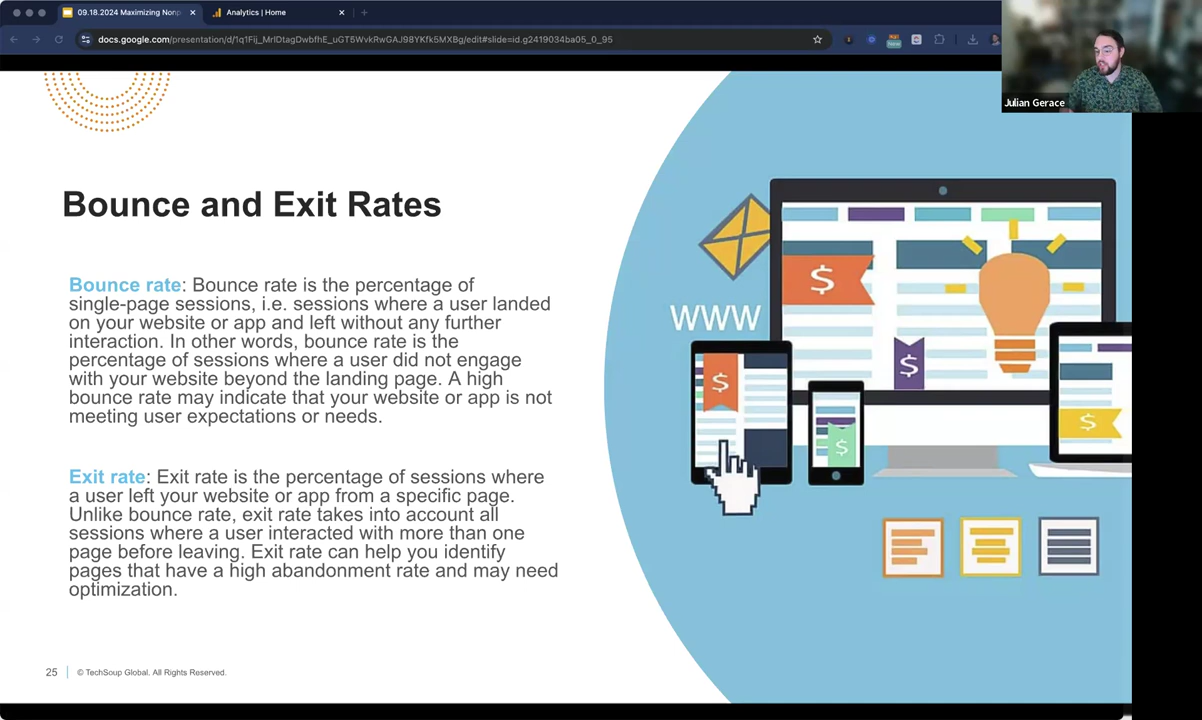 09.18.2024 Maximizing Nonp
Analytics | Home
docs.google.com/presentation/d/1q1Fij_MrIDtagDwbfhE_uGT5WvkRwGAJ98YKfk5MXBg/edit#slide=id.g2419034ba05_0_95
Julian Gerace
Bounce and Exit Rates
Bounce rate: Bounce rate is the percentage of
single-page sessions, i.e. sessions where a user landed
on your website or app and left without any further
interaction. In other words, bounce rate is the
percentage of sessions where a user did not engage
with your website beyond the landing page. A high
bounce rate may indicate that your website or app is not
meeting user expectations or needs.
Exit rate: Exit rate is the percentage of sessions where
a user left your website or app from a specific page.
Unlike bounce rate, exit rate takes into account all
sessions where a user interacted with more than one
page before leaving. Exit rate can help you identify
pages that have a high abandonment rate and may need
optimization.
WWW
$
$
$
$
$
25
© TechSoup Global. All Rights Reserved.